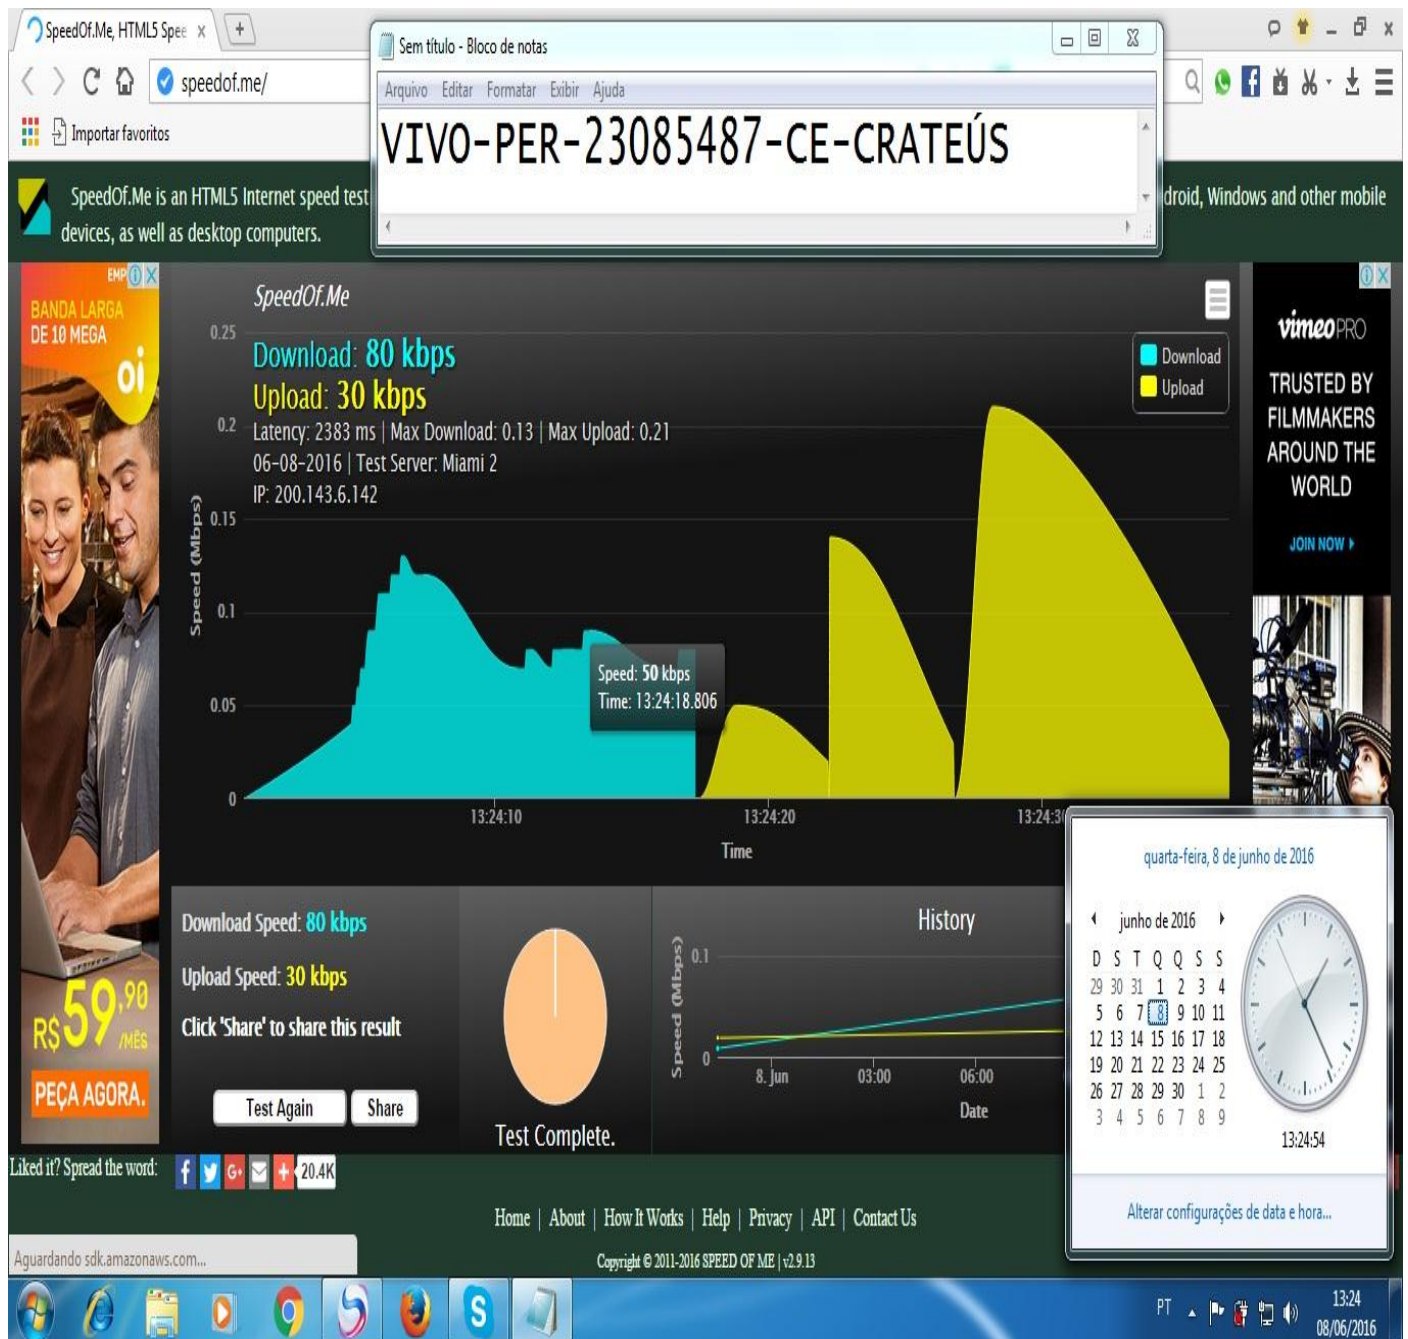 SpeedOf.Me, HTML5 Spee
speedof.me/
Importar favoritos
Sem título - Bloco de notas
Arquivo Editar Formatar Exibir Ajuda
VIVO-PER-23085487-CE-CRATEÚS
SpeedOf.Me is an HTML5 Internet speed test
droid, Windows and other mobile
devices, as well as desktop computers.
EMP
BANDA LARGA
DE 10 MEGA
oi
R$59,90
/MÊS
PEÇA AGORA.
SpeedOf.Me
Download: 80 kbps
Upload: 30 kbps
Latency: 2383 ms | Max Download: 0.13 | Max Upload: 0.21
06-08-2016 | Test Server: Miami 2
IP: 200.143.6.142
Download
Upload
Speed (Mbps)
0.25
0.2
0.15
0.1
0.05
0
Speed: 50 kbps
Time: 13:24:18.806
13:24:10 13:24:20 13:24:30
Time
vimeo PRO
TRUSTED BY
FILMMAKERS
AROUND THE
WORLD
JOIN NOW
Download Speed: 80 kbps
Upload Speed: 30 kbps
Click 'Share' to share this result
Test Again Share
Test Complete.
History
Speed (Mbps)
0.1
0
8. Jun 03:00 06:00
Date
quarta-feira, 8 de junho de 2016
junho de 2016
D S T Q Q S S
29 30 31 1 2 3 4
5 6 7 8 9 10 11
12 13 14 15 16 17 18
19 20 21 22 23 24 25
26 27 28 29 30 1 2
3 4 5 6 7 8 9
13:24:54
Alterar configurações de data e hora...
Liked it? Spread the word:
f G+ 20.4K
Home | About | How It Works | Help | Privacy | API | Contact Us
Copyright © 2011-2016 SPEED OF ME | v2.9.13
Aguardando sdk.amazonaws.com...
PT
13:24
08/06/2016